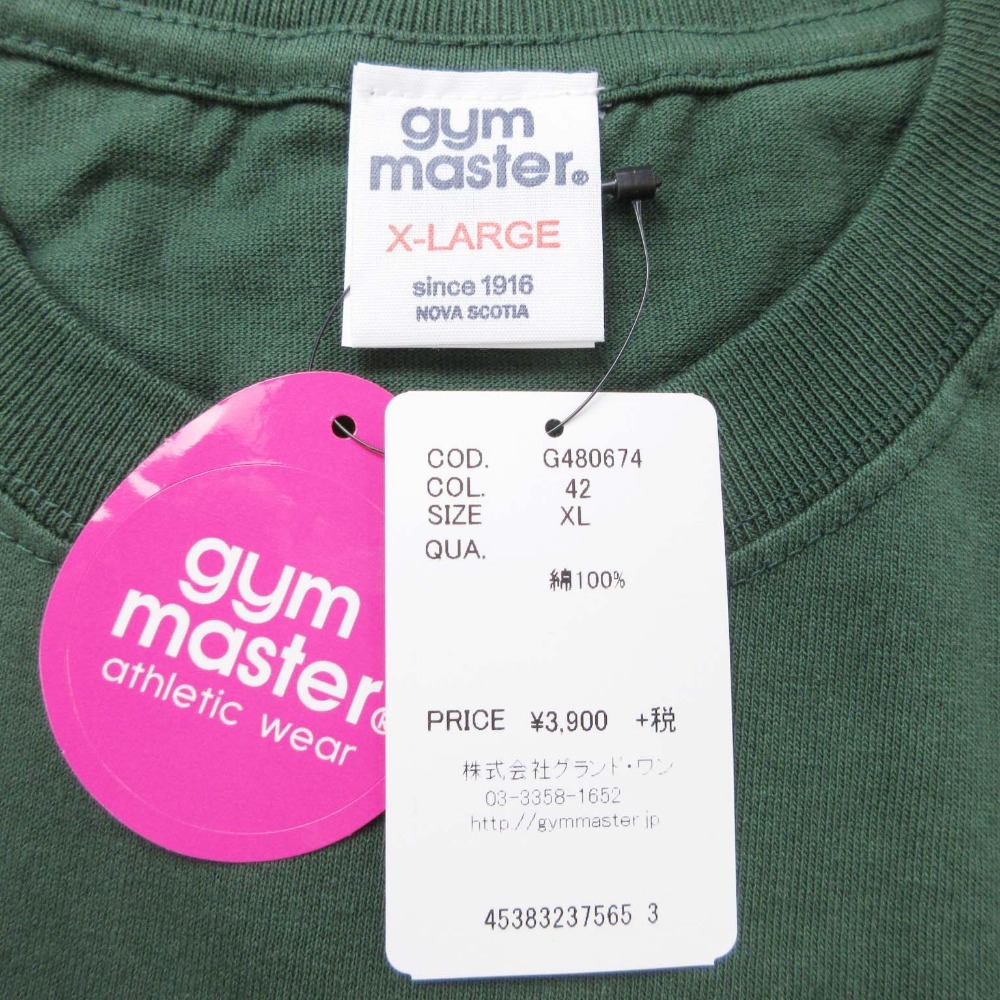 gym
master®
X-LARGE
since 1916
NOVA SCOTIA
gym
master®
athletic wear
COD. G480674
COL. 42
SIZE XL
QUA.
綿100%
PRICE ¥3,900 +税
株式会社グランド・ワン
03-3358-1652
http://gymmaster.jp
45383237565 3